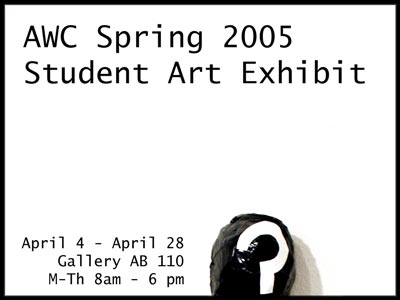 AWC Spring 2005
Student Art Exhibit
April 4 - April 28
Gallery AB 110
M-Th 8am - 6 pm